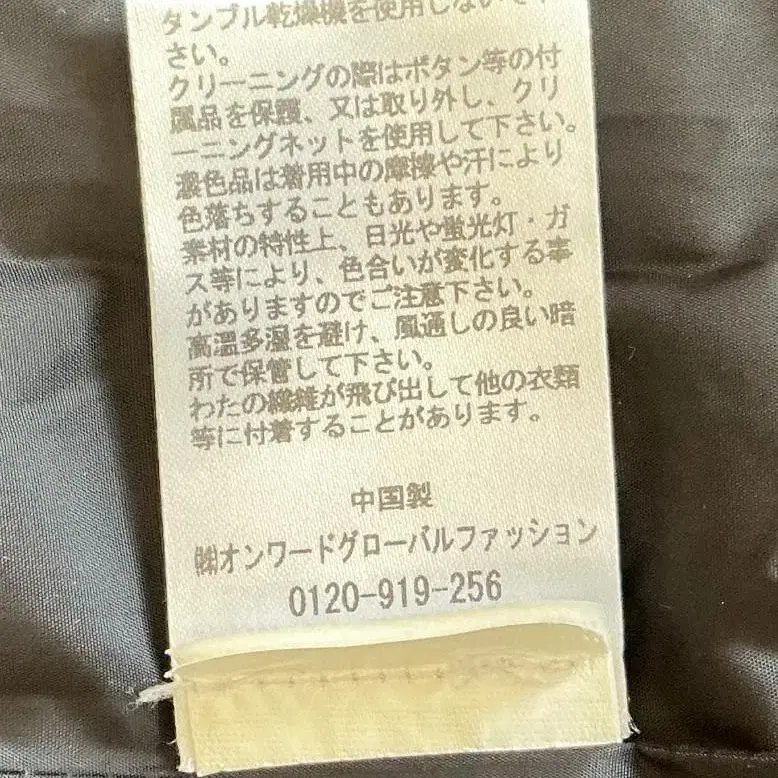 タンブル乾燥機を使用しないで下
さい。
クリーニングの際はボタン等の付
属品を保護、又は取り外し、クリ
ーニングネットを使用して下さい。
濃色品は着用中の摩擦や汗により
色落ちすることもあります。
素材の特性上、日光や蛍光灯・ガ
ス等により、色合いが変化する事
がありますのでご注意下さい。
高温多湿を避け、風通しの良い暗
所で保管して下さい。
わたの繊維が飛び出して他の衣類
等に付着することがあります。
中国製
㈱オンワードグローバルファッション
0120-919-256